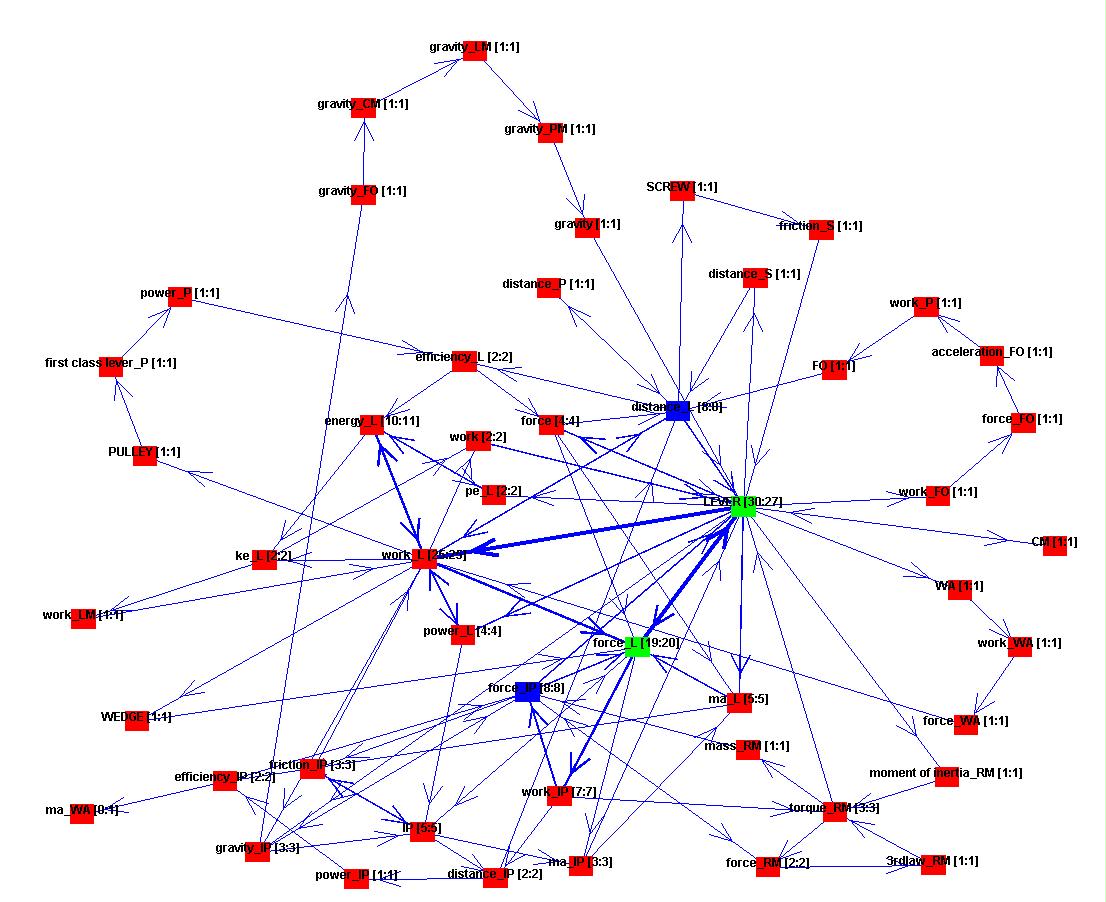 gravity_LM [1:1]
gravity_CM [1:1]
gravity_PM [1:1]
gravity_FO [1:1]
SCREW [1:1]
gravity [1:1]
friction_S [1:1]
distance_S [1:1]
distance_P [1:1]
power_P [1:1]
work_P [1:1]
acceleration_FO [1:1]
efficiency_L [2:2]
first class lever_P [1:1]
FO [1:1]
distance_L [8:8]
energy_L [10:11]
force [4:4]
force_FO [1:1]
work [2:2]
PULLEY [1:1]
pe_L [2:2]
work_FO [1:1]
LEVER [30:27]
CM [1:1]
ke_L [2:2]
work_L [25:25]
WA [1:1]
work_LM [1:1]
power_L [4:4]
force_L [19:20]
work_WA [1:1]
force_IP [8:8]
ma_L [5:5]
WEDGE [1:1]
force_WA [1:1]
mass_RM [1:1]
friction_IP [3:3]
efficiency_IP [2:2]
moment of inertia_RM [1:1]
work_IP [7:7]
ma_WA [0:1]
torque_RM [3:3]
IP [5:5]
gravity_IP [3:3]
ma_IP [3:3]
force_RM [2:2]
3rdlaw_RM [1:1]
power_IP [1:1]
distance_IP [2:2]